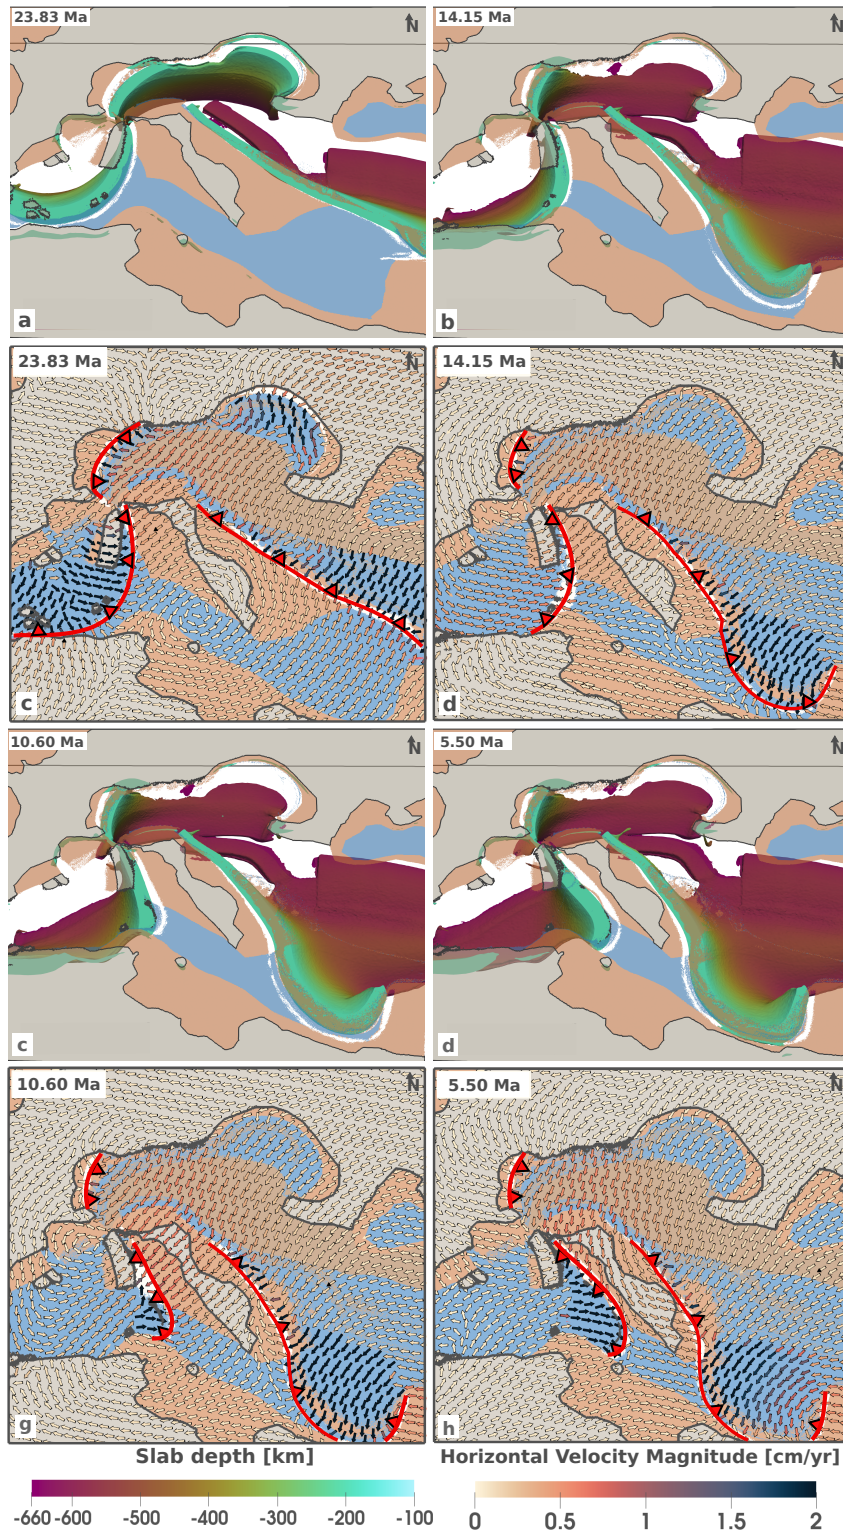 23.83 Ma
N
a
14.15 Ma
N
b
23.83 Ma
N
c
14.15 Ma
N
d
10.60 Ma
N
c
5.50 Ma
N
d
10.60 Ma
N
g
5.50 Ma
N
h
Slab depth [km]
-660 -600 -500 -400 -300 -200 -100
Horizontal Velocity Magnitude [cm/yr]
0 0.5 1 1.5 2